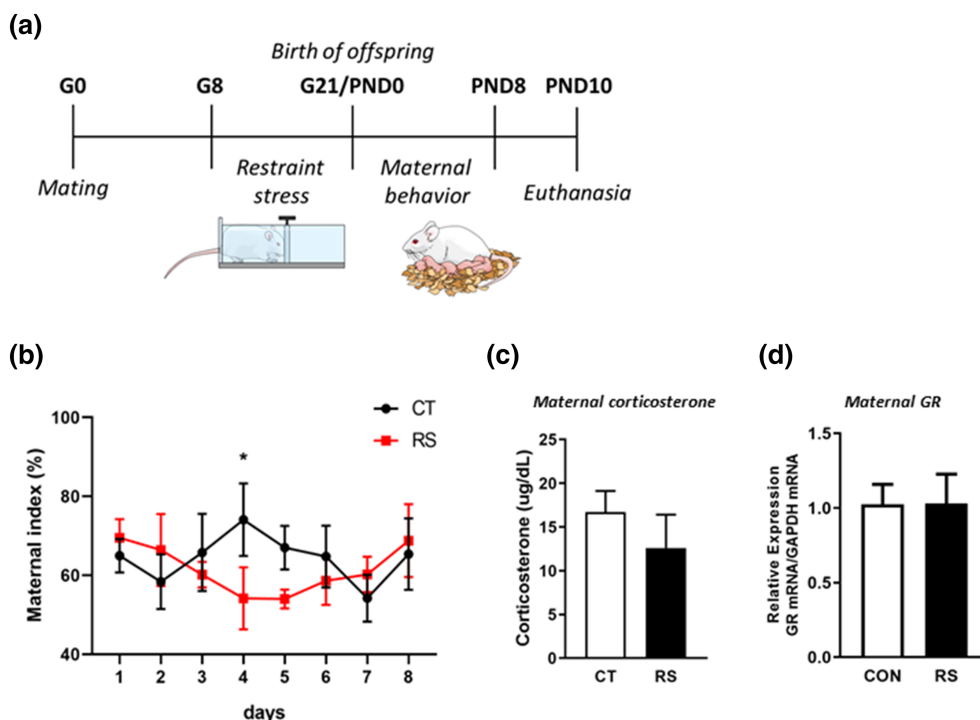 (a)
Birth of offspring
G0 G8 G21/PND0 PND8 PND10
Mating
Restraint
stress
Maternal
behavior
Euthanasia
(b)
CT
RS
*
Maternal index (%)
100
80
60
40
1 2 3 4 5 6 7 8
days
(c)
Maternal corticosterone
Corticosterone (ug/dL)
25
20
15
10
5
0
CT RS
(d)
Maternal GR
Relative Expression
GR mRNA/GAPDH mRNA
1.5
1.0
0.5
0.0
CON RS